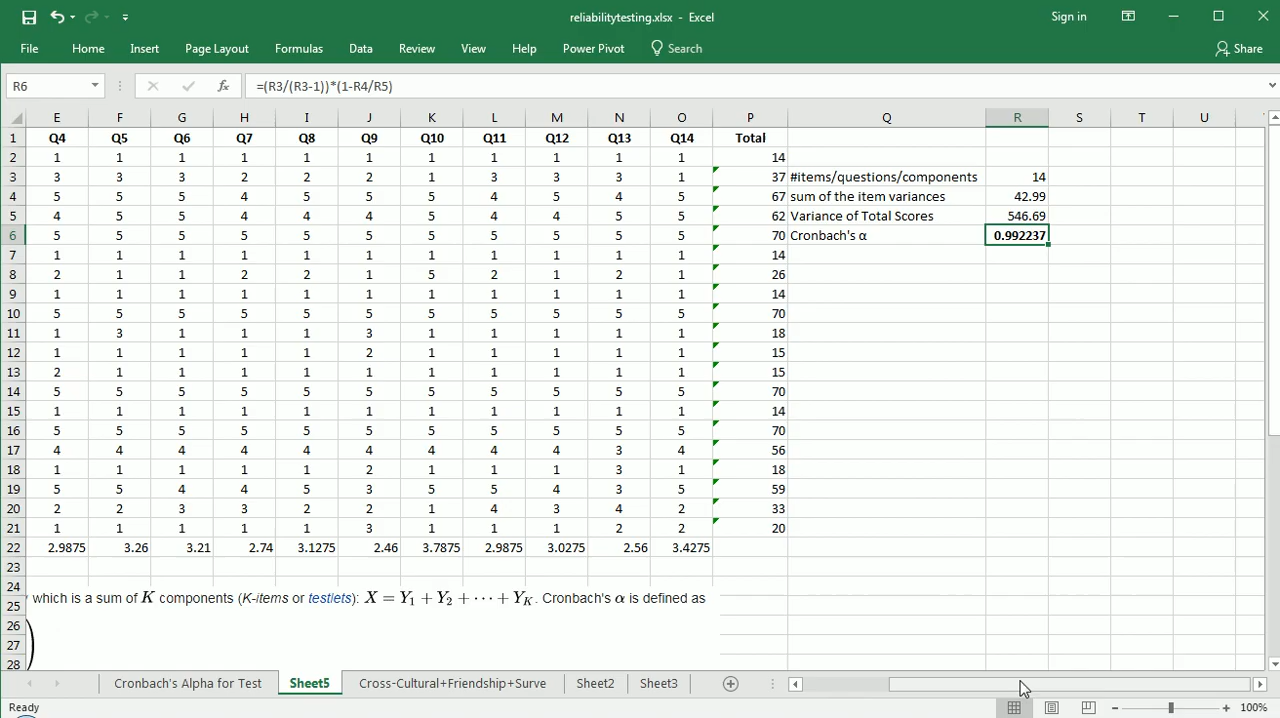 reliabilitytesting.xlsx - Excel
Sign in
File Home Insert Page Layout Formulas Data Review View Help Power Pivot Search Share
R6 fx =(R3/(R3-1))*(1-R4/R5)
E F G H I J K L M N O P Q R S T U
1 Q4 Q5 Q6 Q7 Q8 Q9 Q10 Q11 Q12 Q13 Q14 Total
2 1 1 1 1 1 1 1 1 1 1 1 14
3 3 3 3 2 2 2 1 3 3 3 1 37 #items/questions/components 14
4 5 5 5 4 5 5 5 4 5 4 5 67 sum of the item variances 42.99
5 4 5 5 4 4 4 5 4 4 5 5 62 Variance of Total Scores 546.69
6 5 5 5 5 5 5 5 5 5 5 5 70 Cronbach's α 0.992237
7 1 1 1 1 1 1 1 1 1 1 1 14
8 2 1 1 2 2 1 5 2 1 2 1 26
9 1 1 1 1 1 1 1 1 1 1 1 14
10 5 5 5 5 5 5 5 5 5 5 5 70
11 1 3 1 1 1 3 1 1 1 1 1 18
12 1 1 1 1 1 2 1 1 1 1 1 15
13 2 1 1 1 1 1 1 1 1 1 1 15
14 5 5 5 5 5 5 5 5 5 5 5 70
15 1 1 1 1 1 1 1 1 1 1 1 14
16 5 5 5 5 5 5 5 5 5 5 5 70
17 4 4 4 4 4 4 4 4 4 3 4 56
18 1 1 1 1 1 2 1 1 1 3 1 18
19 5 5 4 4 5 3 5 5 4 3 5 59
20 2 2 3 3 2 2 1 4 3 4 2 33
21 1 1 1 1 1 3 1 1 1 2 2 20
22 2.9875 3.26 3.21 2.74 3.1275 2.46 3.7875 2.9875 3.0275 2.56 3.4275
23
24
25 which is a sum of K components (K-items or testlets): X = Y₁ + Y₂ + ⋯ + Y_K. Cronbach's α is defined as
26
27 )
28
Cronbach's Alpha for Test Sheet5 Cross-Cultural+Friendship+Surve Sheet2 Sheet3
Ready 100%